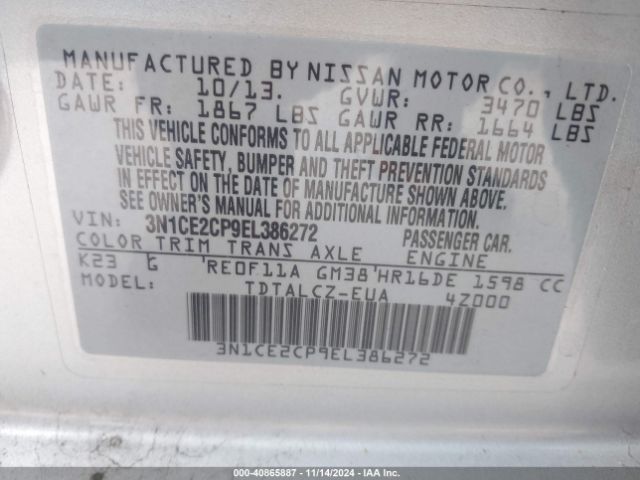 MANUFACTURED BY NISSAN MOTOR CO., LTD.
DATE: 10/13. GVWR: 3470 LBS
GAWR FR: 1867 LBS GAWR RR: 1664 LBS
THIS VEHICLE CONFORMS TO ALL APPLICABLE FEDERAL MOTOR
VEHICLE SAFETY, BUMPER AND THEFT PREVENTION STANDARDS
IN EFFECT ON THE DATE OF MANUFACTURE SHOWN ABOVE.
SEE OWNER'S MANUAL FOR ADDITIONAL INFORMATION.
VIN: 3N1CE2CP9EL386272 PASSENGER CAR
COLOR TRIM TRANS AXLE ENGINE
K23 G RE0F11A GM38 HR16DE 1598 CC
MODEL: TDTALCZ-EUA 4Z000
3N1CE2CP9EL386272
000-40865887 - 11/14/2024 - IAA Inc.